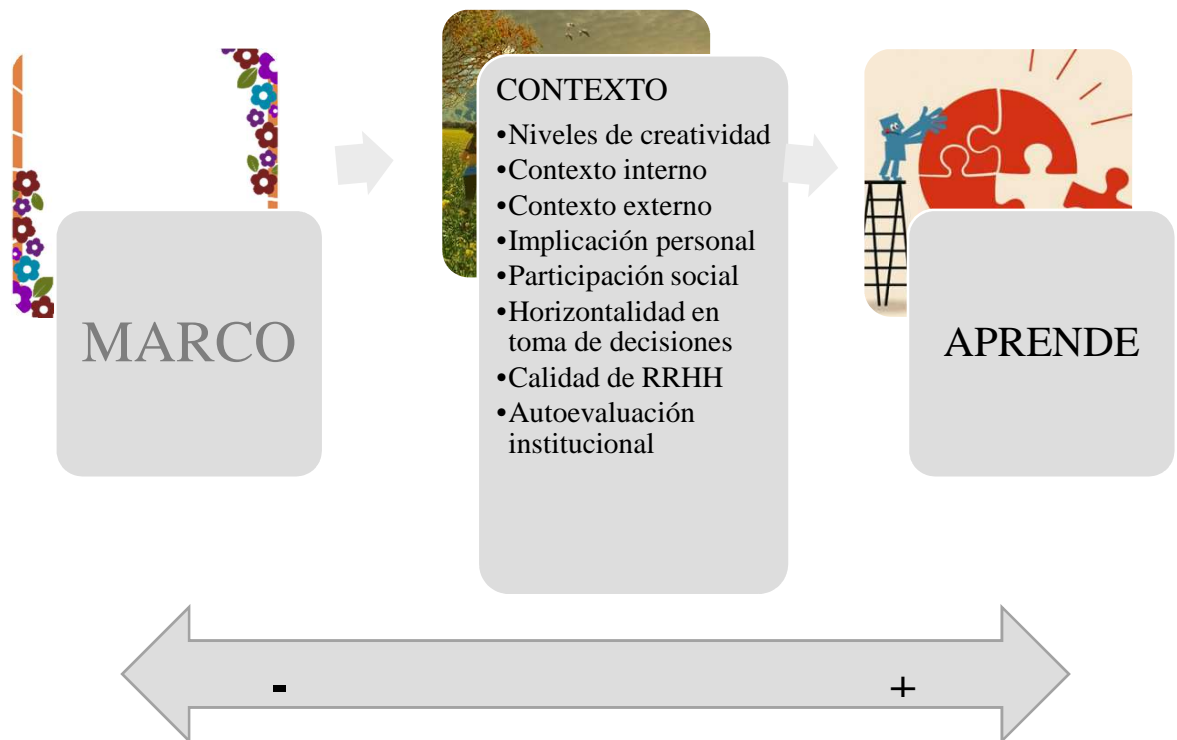 MARCO
CONTEXTO
•Niveles de creatividad
•Contexto interno
•Contexto externo
•Implicación personal
•Participación social
•Horizontalidad en
toma de decisiones
•Calidad de RRHH
•Autoevaluación
institucional
APRENDE
-
+